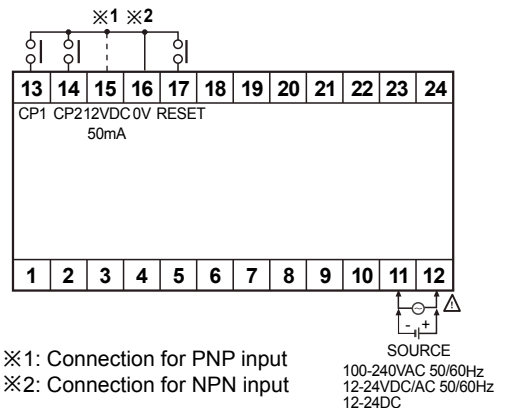 ※1 ※2
13 14 15 16 17 18 19 20 21 22 23 24
CP1 CP2 12VDC 0V RESET
50mA
1 2 3 4 5 6 7 8 9 10 11 12
- +
SOURCE
※1: Connection for PNP input
100-240VAC 50/60Hz
※2: Connection for NPN input
12-24VDC/AC 50/60Hz
12-24DC